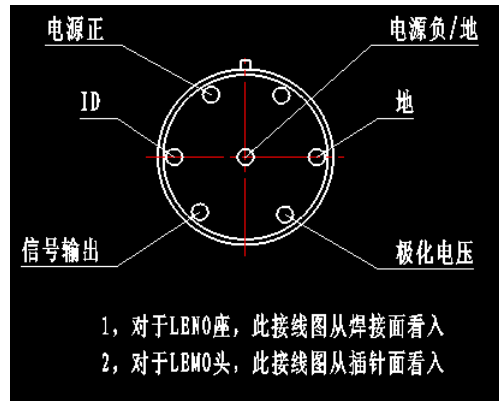 电源正
电源负/地
ID
地
信号输出
极化电压
1, 对于LENO座, 此接线图从焊接面看入
2, 对于LEMO头, 此接线图从插针面看入